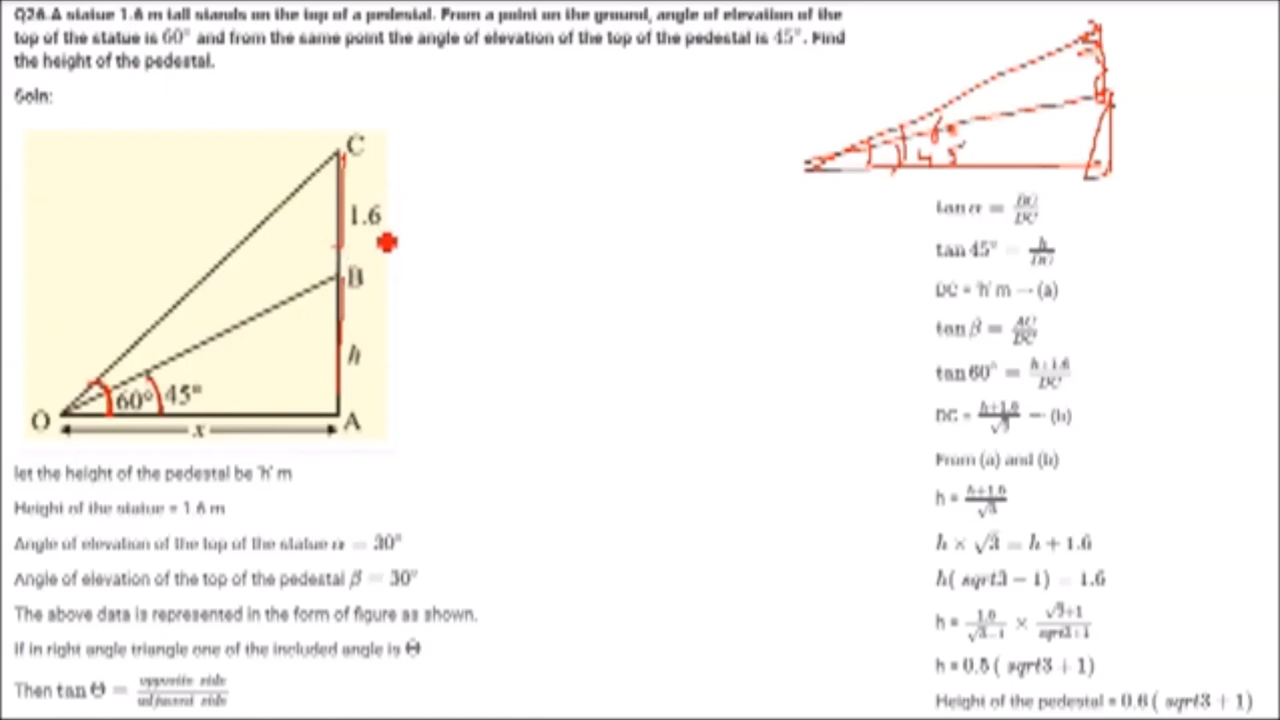 Q26.A statue 1.6 m tall stands on the top of a pedestal. From a point on the ground, angle of elevation of the
top of the statue is 60° and from the same point the angle of elevation of the top of the pedestal is 45°. Find
the height of the pedestal.
Soln:
C
1.6
B
h
60° 45°
O
A
x
let the height of the pedestal be 'h' m
Height of the statue = 1.6 m
Angle of elevation of the top of the statue α = 30°
Angle of elevation of the top of the pedestal β = 30°
The above data is represented in the form of figure as shown.
If in right angle triangle one of the included angle is Θ
Then tan Θ = opposite side / adjacent side
60
45°
tan α = BC / DC
tan 45° = h / DC
DC = 'h' m -- (a)
tan β = AC / DC
tan 60° = h+1.6 / DC
DC = h+1.6 / √3 -- (b)
From (a) and (b)
h = h+1.6 / √3
h × √3 = h + 1.6
h( sqrt3 − 1) = 1.6
h = 1.6 / √3−1 × √3+1 / sqrt3+1
h = 0.8 ( sqrt3 + 1)
Height of the pedestal = 0.8 ( sqrt3 + 1)